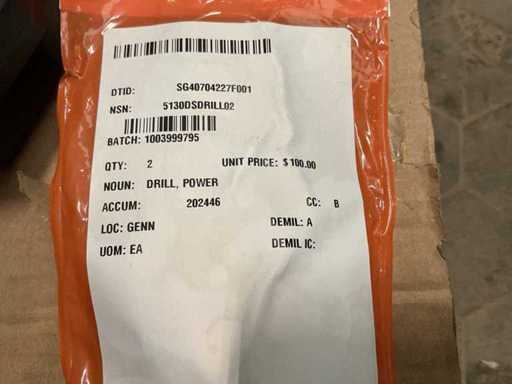 DTID: SG40704227F001
NSN: 5130DSDRILL02
BATCH: 1003999795
QTY: 2 UNIT PRICE: $100.00
NOUN: DRILL, POWER
ACCUM: 202446 CC: B
LOC: GENN DEMIL: A
UOM: EA DEMIL IC: